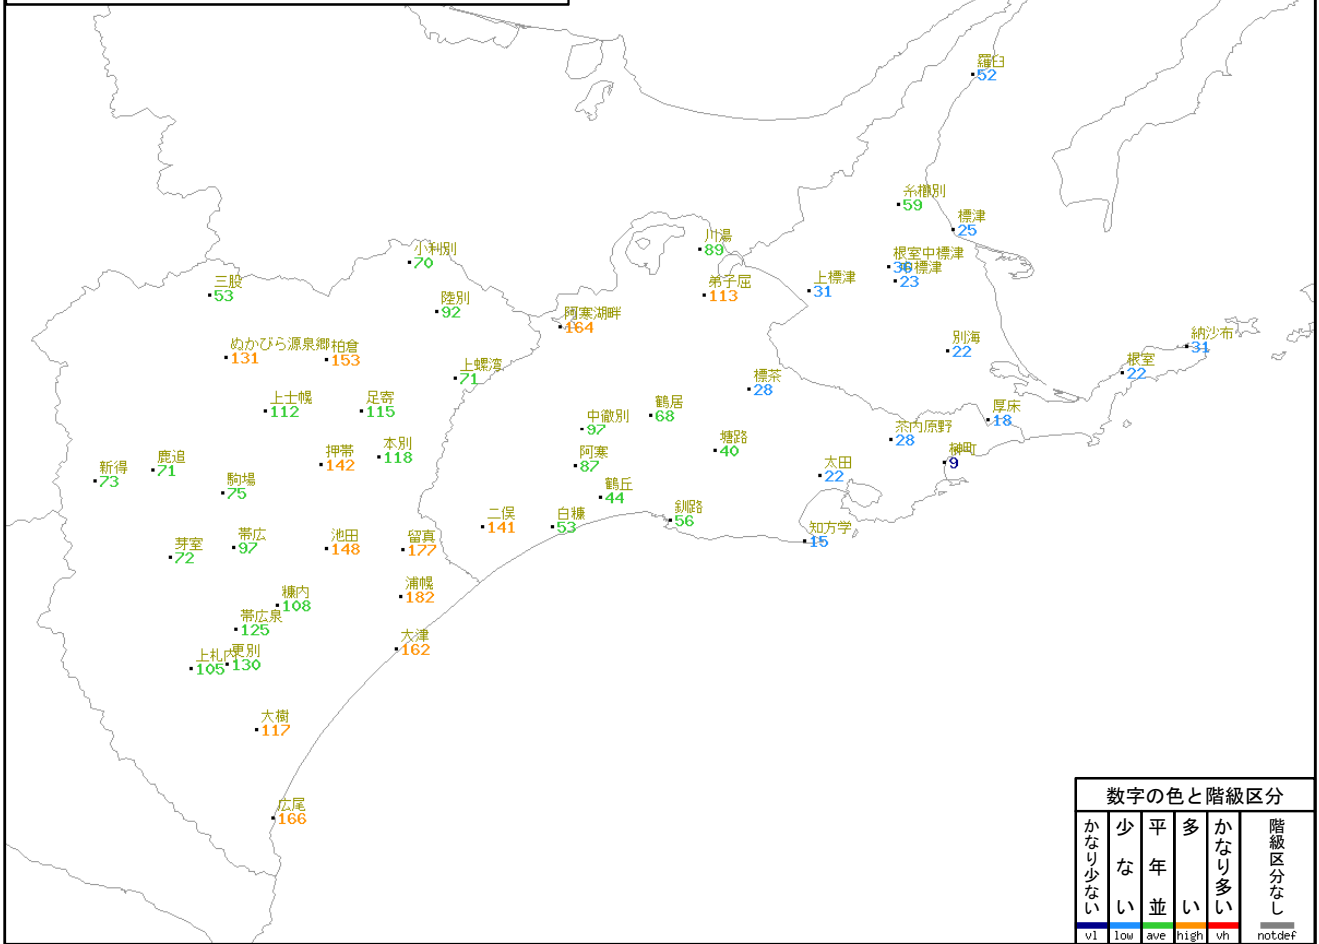 羅臼
52
糸櫛別
59
標津
25
根室中標津
36
中標津
23
上標津
31
川湯
89
弟子屈
113
小利別
70
三股
53
陸別
92
阿寒湖畔
164
ぬかびら源泉郷
131
柏倉
153
上螺湾
71
別海
22
納沙布
31
根室
22
標茶
28
上士幌
112
足寄
115
中徹別
97
鶴居
68
厚床
18
茶内原野
28
榊町
9
塘路
40
太田
22
本別
118
押帯
142
阿寒
87
鹿追
71
新得
73
駒場
75
鶴丘
44
二俣
141
白糠
53
釧路
56
知方学
15
芽室
72
帯広
97
池田
148
留真
177
浦幌
182
糠内
108
帯広泉
125
大津
162
上札内
105
更別
130
大樹
117
広尾
166
数字の色と階級区分
かなり少ない
少ない
平年並
多い
かなり多い
階級区分なし
vl
low
ave
high
vh
notdef